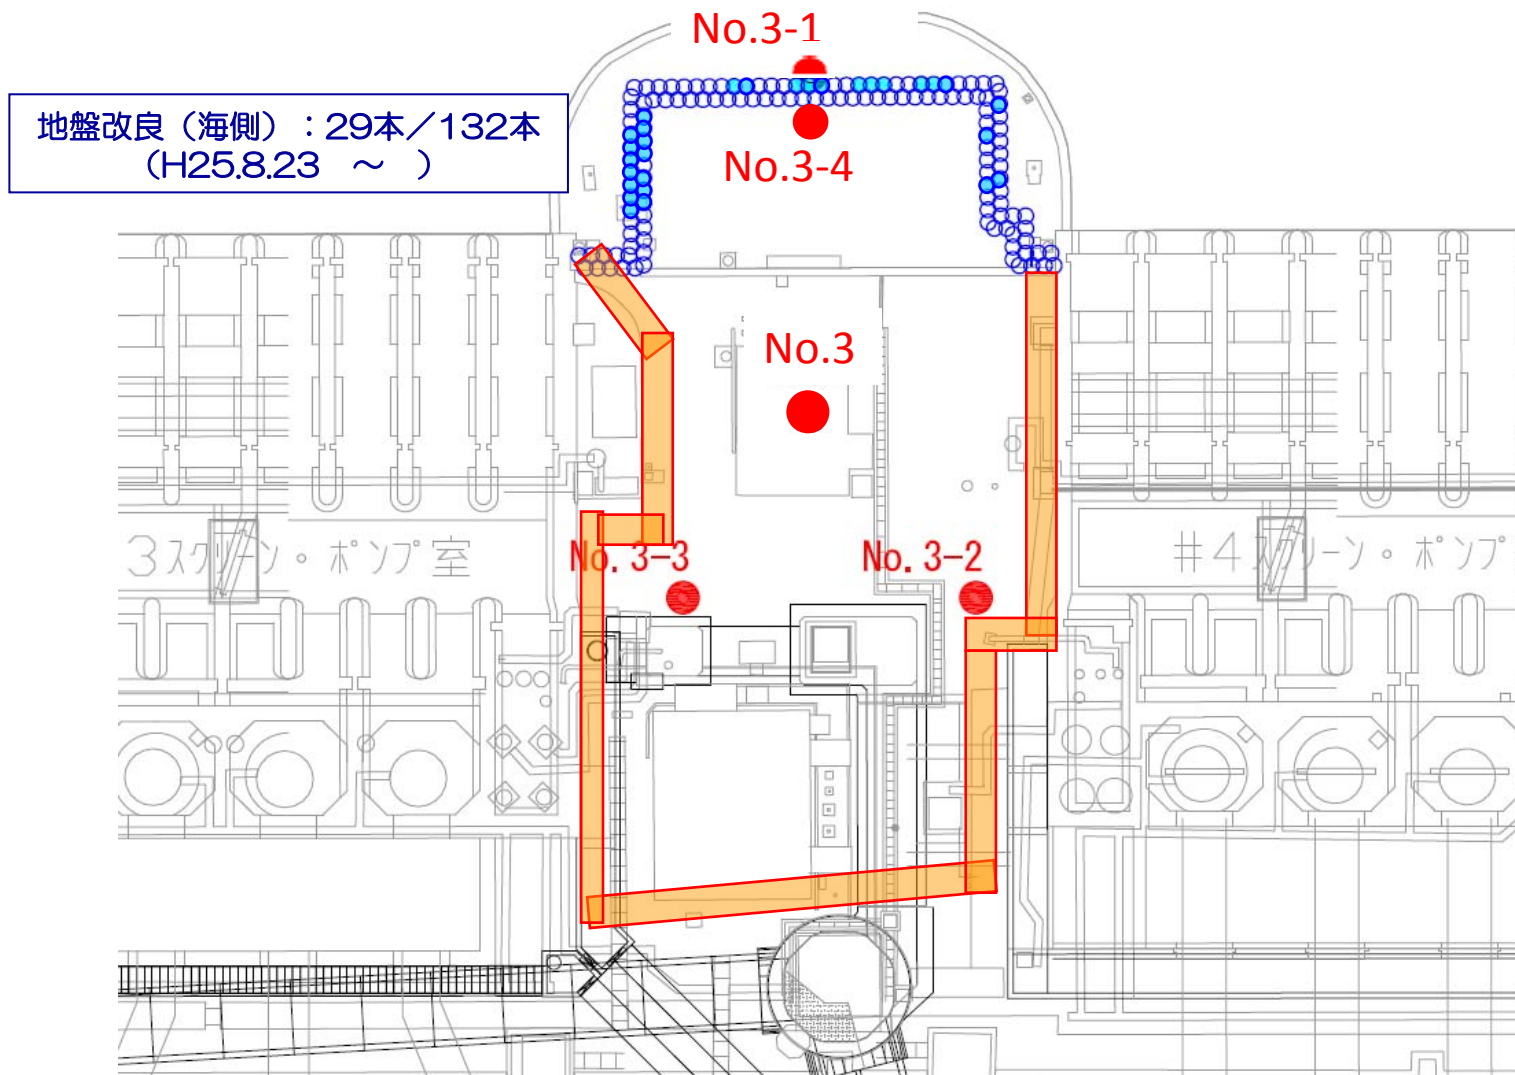 No.3-1
地盤改良（海側）：29本／132本
（H25.8.23　～　）
No.3-4
No.3
No.3-3
No.3-2
3スクリーン・ポンプ室
#4スクリーン・ポンプ